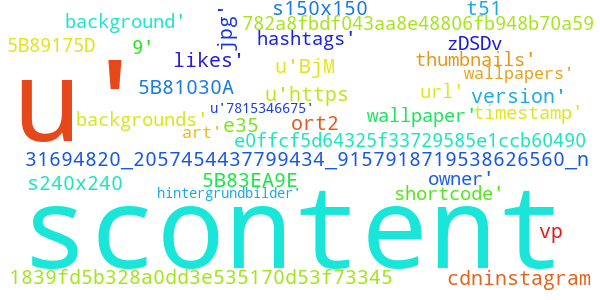 s150x150
t51
background'
jpg'
782a8fbdf043aa8e48806fb948b70a59
5B89175D
9'
hashtags'
zDSDv
likes'
thumbnails'
u'
u'BjM
wallpapers'
5B81030A
u'https
url'
version'
u'7815346675'
backgrounds'
art'
e35
ort2
wallpaper'
timestamp'
e0ffcf5d64325f33729585e1ccb60490
31694820_2057454437799434_9157918719538626560_n
s240x240
5B83EA9E
owner'
hintergrundbilder'
shortcode'
scontent
vp
1839fd5b328a0dd3e535170d53f73345
cdninstagram